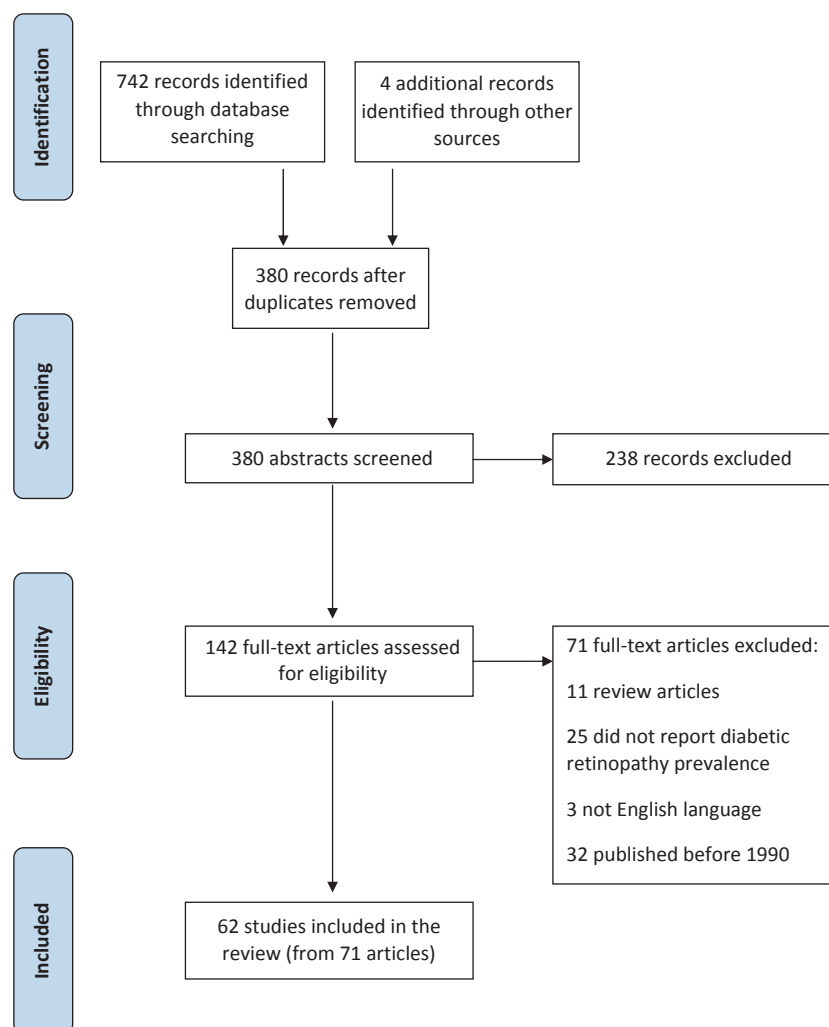 Identification
742 records identified
through database
searching
4 additional records
identified through other
sources
380 records after
duplicates removed
Screening
380 abstracts screened
238 records excluded
Eligibility
142 full-text articles assessed
for eligibility
71 full-text articles excluded:
11 review articles
25 did not report diabetic
retinopathy prevalence
3 not English language
32 published before 1990
Included
62 studies included in the
review (from 71 articles)